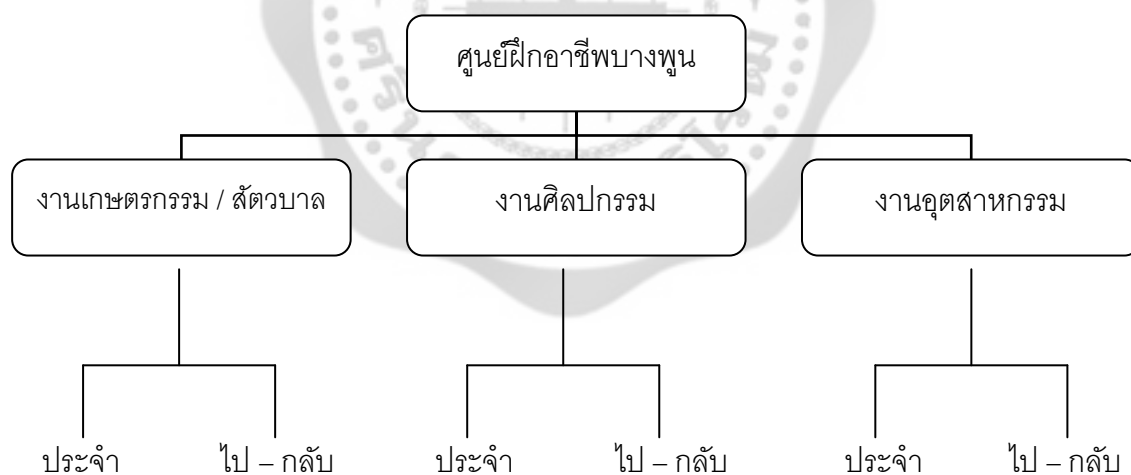 ศูนย์ฝึกอาชีพบางพูน
งานเกษตรกรรม / สัตวบาล
งานศิลปกรรม
งานอุตสาหกรรม
ประจำ
ไป – กลับ
ประจำ
ไป – กลับ
ประจำ
ไป – กลับ